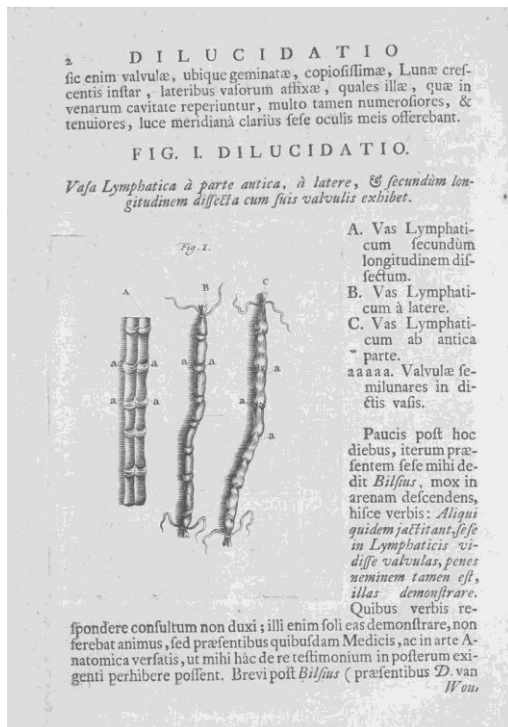 2 DILUCIDATIO
ſic enim valvulæ, ubique geminatæ, copioſiſſimæ, Lunæ creſ-
centis inſtar, lateribus vaſorum affixæ, quales illæ, quæ in
venarum cavitate reperiuntur, multo tamen numeroſiores, &
tenuiores, luce meridianâ clarius ſeſe oculis meis offerebant.
FIG. I. DILUCIDATIO.
Vaſa Lymphatica à parte antica, à latere, & ſecundùm lon-
gitudinem diſſecta cum ſuis valvulis exhibet.
Fig. I.
A B C
a a a a a
a a a a
a
A. Vas Lymphati-
cum ſecundùm
longitudinem diſ-
ſectum.
B. Vas Lymphati-
cum à latere.
C. Vas Lymphati-
cum ab antica
parte.
a a a a a. Valvulæ ſe-
milunares in di-
ctis vaſis.
Paucis poſt hoc
diebus, iterum præ-
ſentem ſeſe mihi de-
dit Bilſius, mox in
arenam deſcendens,
hiſce verbis: Aliqui
quidem jactitant, ſeſe
in Lymphaticis vi-
diſſe valvulas, penes
neminem tamen eſt,
illas demonſtrare.
Quibus verbis re-
ſpondere conſultum non duxi; illi enim ſoli eas demonſtrare, non
ferebat animus, ſed præſentibus quibuſdam Medicis, ac in arte A-
natomica verſatis, ut mihi hâc de re teſtimonium in poſterum exi-
genti perhibere poſſent. Brevi poſt Bilſius (præſentibus D. van
Wou,